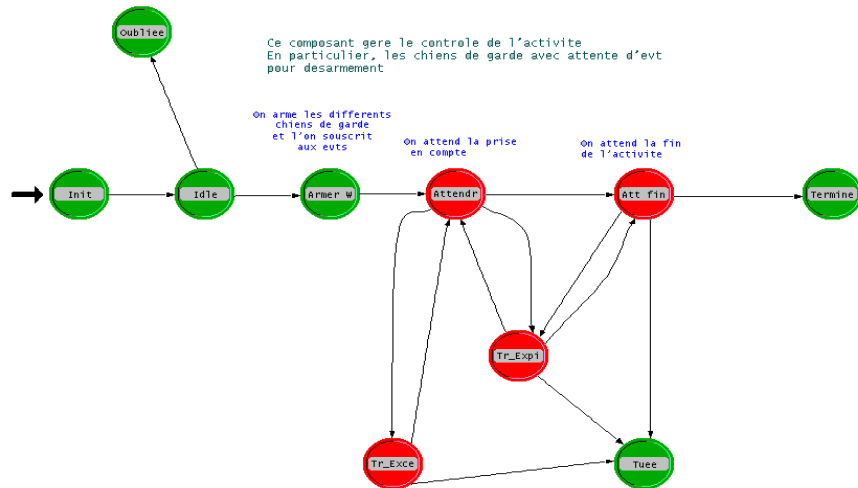 Oubliee
Ce composant gere le controle de l'activite
En particulier, les chiens de garde avec attente d'evt
pour desarmement
On arme les differents
chiens de garde
et l'on souscrit
aux evts
On attend la prise
en compte
On attend la fin
de l'activite
Init
Idle
Armer W
Attendr
Att fin
Termine
Tr_Expi
Tr_Exce
Tuee